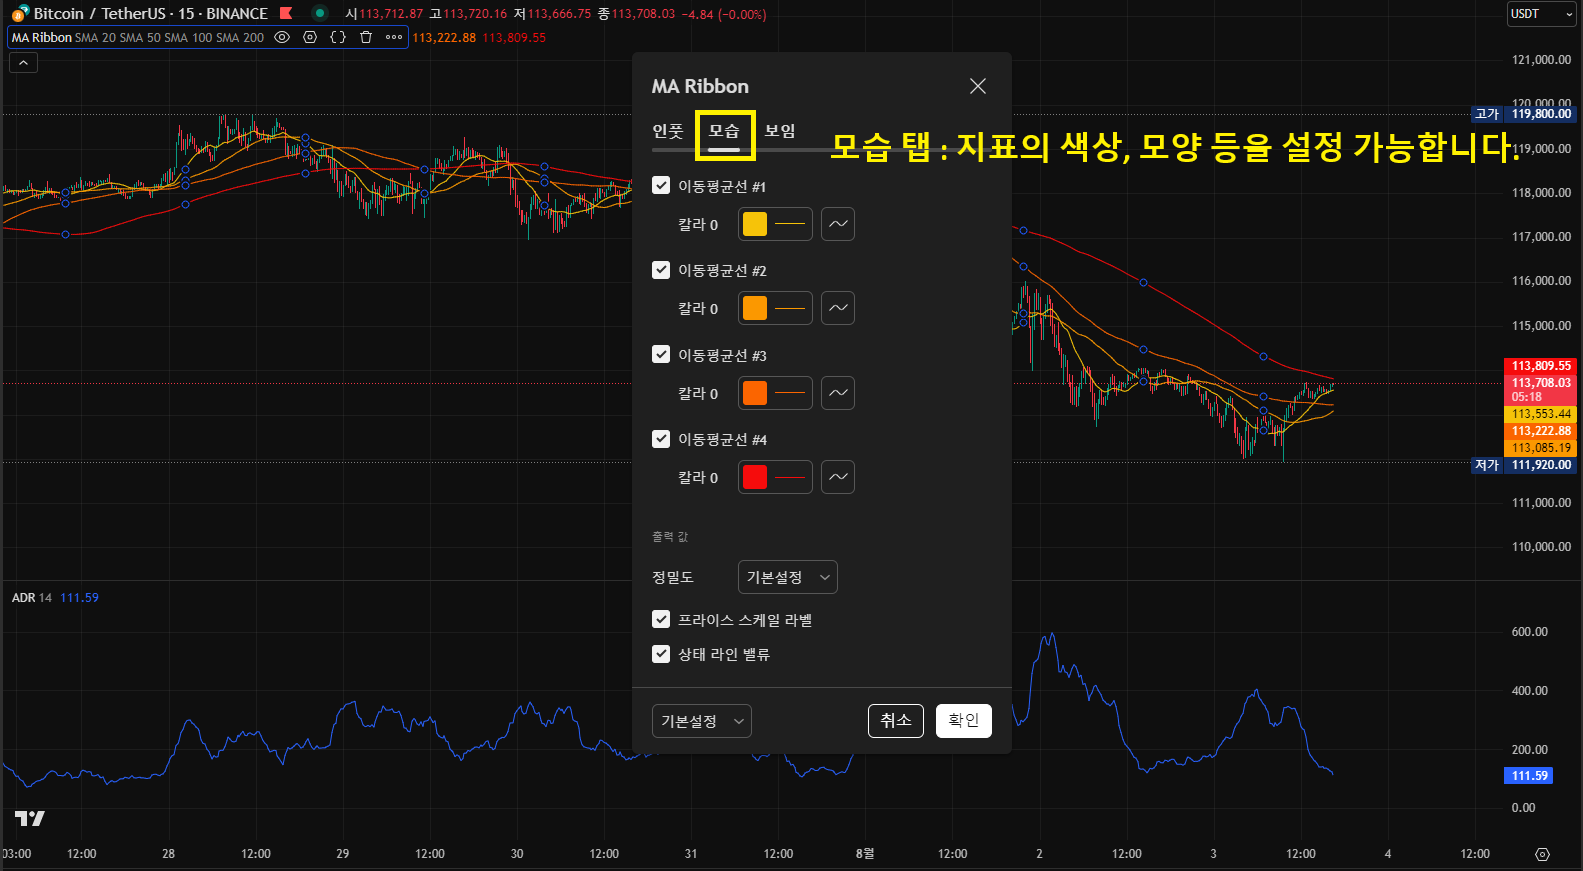 Bitcoin / TetherUS · 15 · BINANCE 시113,712.87 고113,720.16 저113,666.75 종113,708.03 −4.84 (−0.00%)
USDT
MA Ribbon SMA 20 SMA 50 SMA 100 SMA 200 113,222.88 113,809.55
MA Ribbon
인풋 모습 보임
모습 탭 : 지표의 색상, 모양 등을 설정 가능합니다.
이동평균선 #1
칼라 0
이동평균선 #2
칼라 0
이동평균선 #3
칼라 0
이동평균선 #4
칼라 0
출력 값
정밀도 기본설정
프라이스 스케일 라벨
상태 라인 밸류
기본설정 취소 확인
121,000.00
120,000.00
고가 119,800.00
119,000.00
118,000.00
117,000.00
116,000.00
115,000.00
113,809.55
113,708.03
05:18
113,553.44
113,222.88
113,085.19
저가 111,920.00
111,000.00
110,000.00
ADR 14 111.59
600.00
400.00
200.00
111.59
0.00
03:00 12:00 28 12:00 29 12:00 30 12:00 31 12:00 8월 12:00 2 12:00 3 12:00 4 12:00